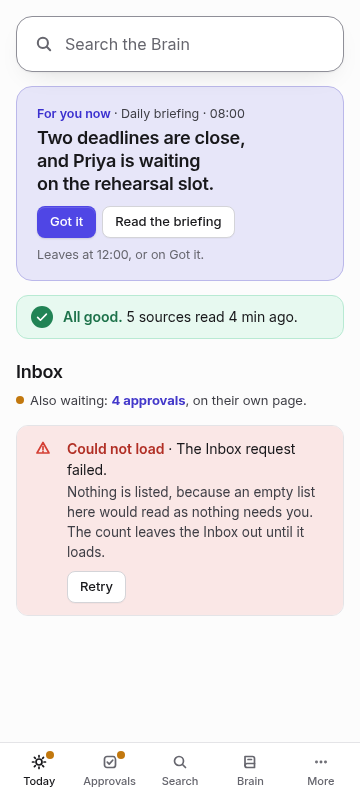 Search the Brain
For you now · Daily briefing · 08:00
Two deadlines are close,
and Priya is waiting
on the rehearsal slot.
Got it
Read the briefing
Leaves at 12:00, or on Got it.
All good. 5 sources read 4 min ago.
Inbox
Also waiting: 4 approvals, on their own page.
Could not load · The Inbox request
failed.
Nothing is listed, because an empty list
here would read as nothing needs you.
The count leaves the Inbox out until it
loads.
Retry
Today
Approvals
Search
Brain
More